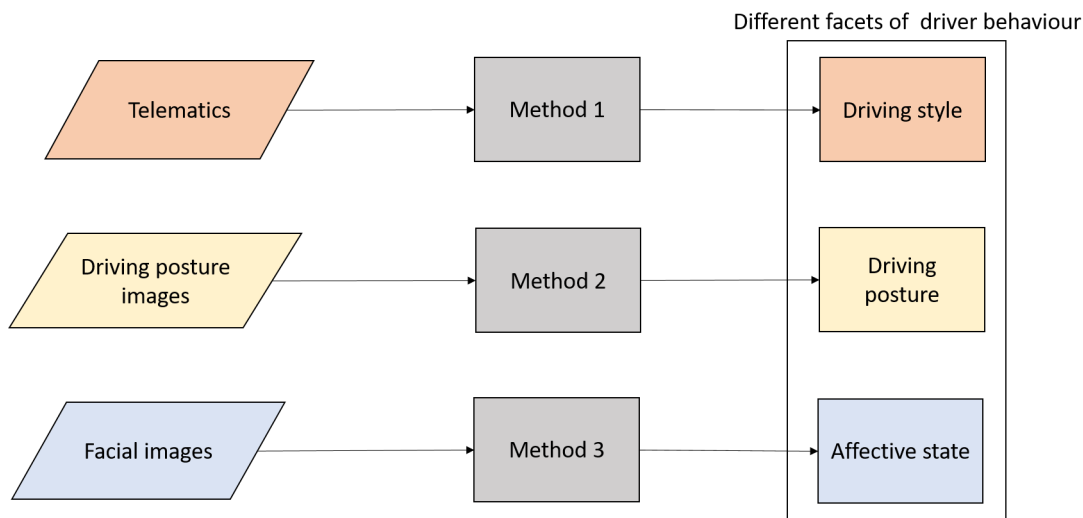 Different facets of  driver behaviour
Telematics
Method 1
Driving style
Driving posture
images
Method 2
Driving
posture
Facial images
Method 3
Affective state